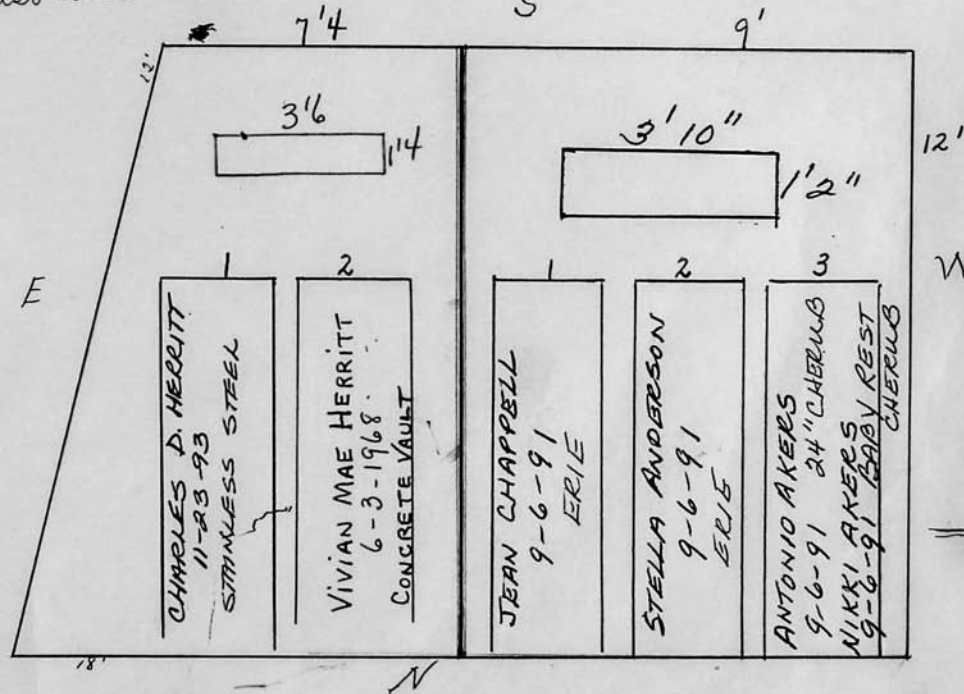 S
7'4
9'
12'
3'6
1'4
3'10"
1'2"
12'
E
W
1
2
1
2
3
CHARLES D. HERRITT
11-23-93
STAINLESS STEEL
VIVIAN MAE HERRITT
6-3-1968
CONCRETE VAULT
JEAN CHAPPELL
9-6-91
ERIE
STELLA ANDERSON
9-6-91
ERIE
ANTONIO AKERS
9-6-91 24" CHERUB
NIKKI AKERS
9-6-91 BABY REST
CHERUB
18'
N